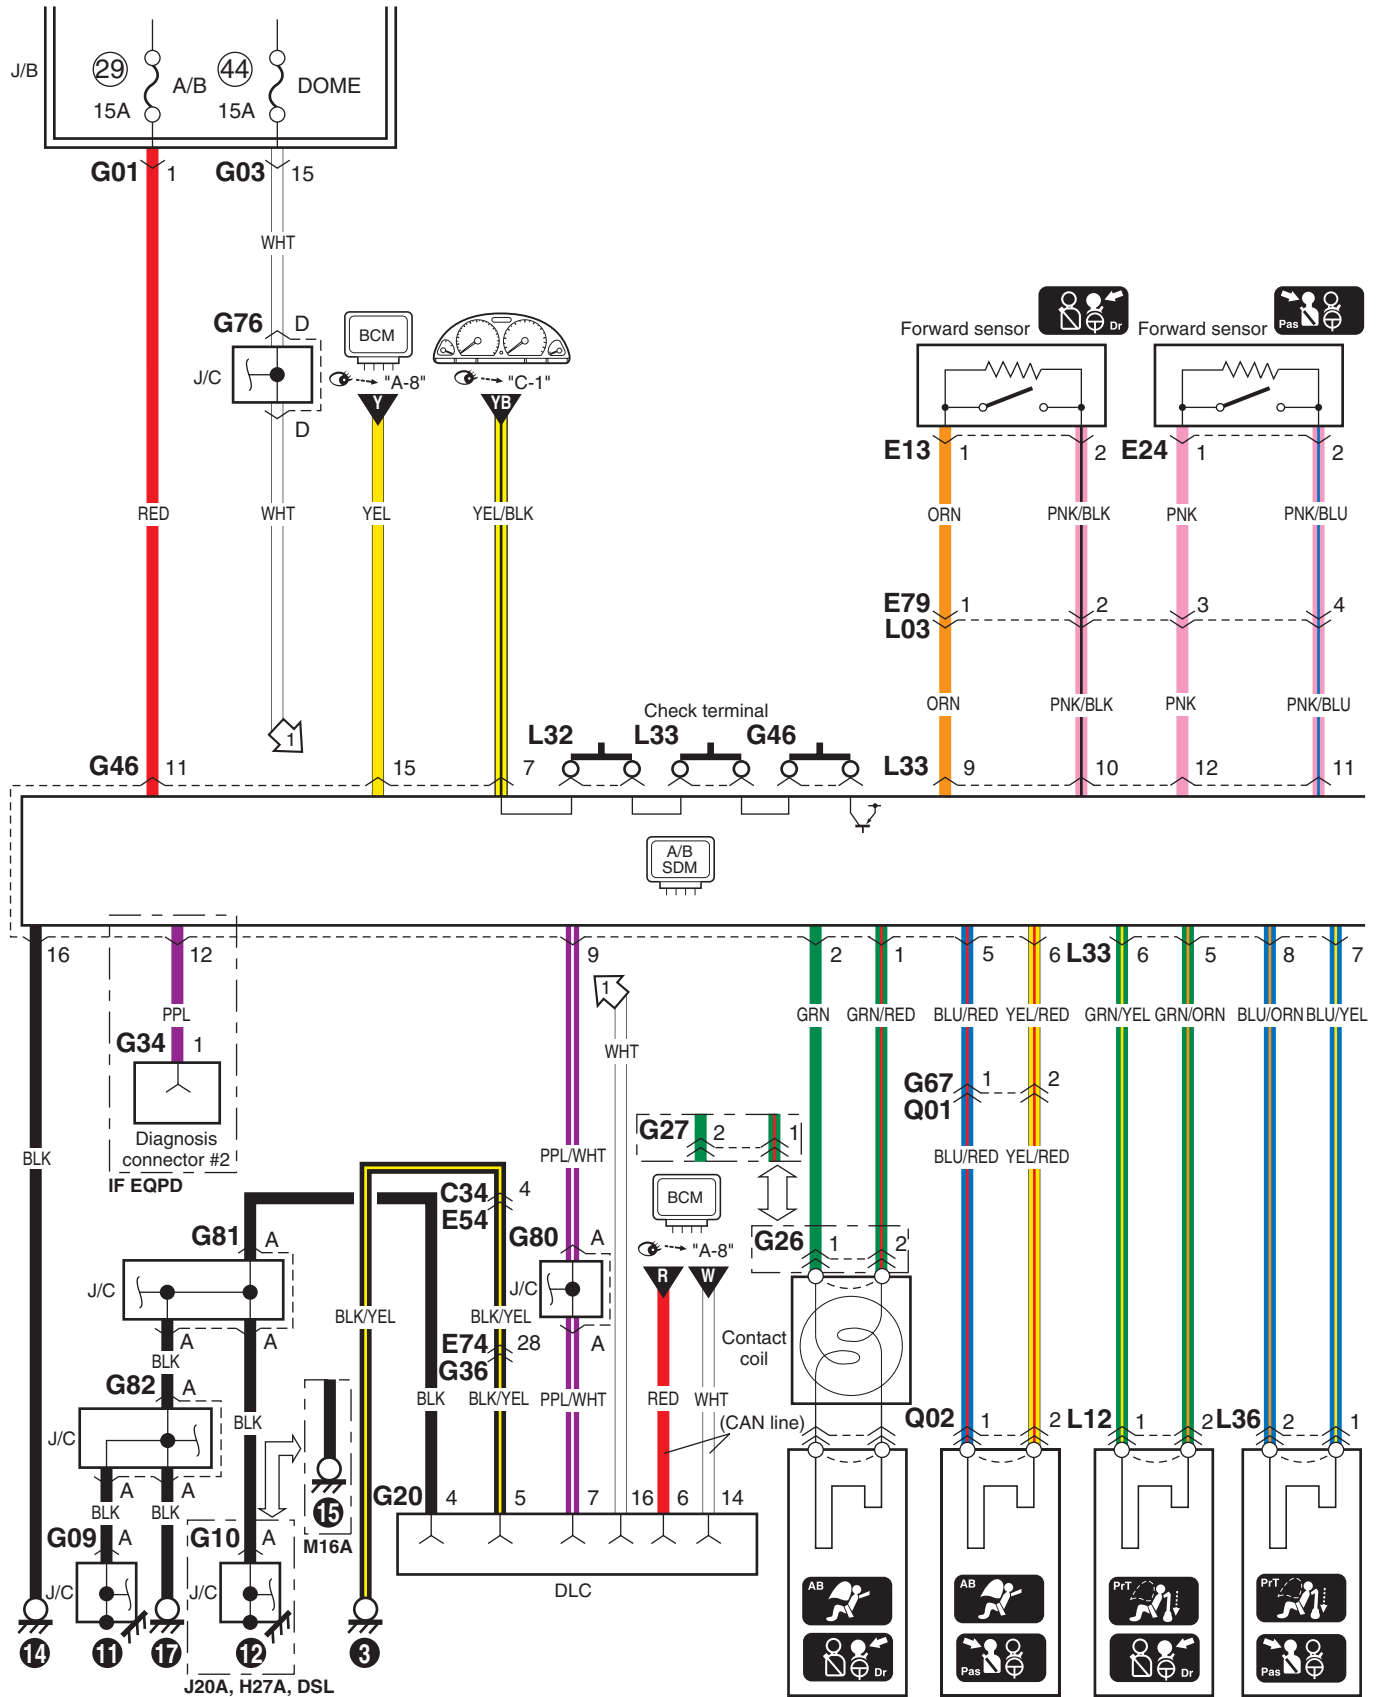 J/B
29 A/B 44 DOME
15A 15A
G01 1 G03 15
WHT
G76 D
J/C
D
BCM
"A-8" "C-1"
Y YB
Forward sensor Dr Forward sensor Pas
E13 1 2 E24 1 2
RED WHT YEL YEL/BLK ORN PNK/BLK PNK PNK/BLU
E79 1 2 3 4
L03
ORN PNK/BLK PNK PNK/BLU
Check terminal
1
L32 L33 G46
G46 11 15 7 L33 9 10 12 11
A/B
SDM
16 12 9 2 1 5 6 L33 6 5 8 7
1
PPL GRN GRN/RED BLU/RED YEL/RED GRN/YEL GRN/ORN BLU/ORN BLU/YEL
G34 1
WHT
G67 1 2
Q01
Diagnosis
connector #2
IF EQPD
G27 2 1
BLK PPL/WHT BLU/RED YEL/RED
C34 4
E54
BCM
G81 A G80 A G26 1 2
"A-8"
J/C J/C R W
BLK/YEL BLK/YEL
A A A
E74 28
G36
Contact
coil
BLK
G82 A
BLK BLK/YEL PPL/WHT RED WHT
BLK
(CAN line)
J/C
Q02 1 2 L12 1 2 L36 2 1
A A
BLK BLK
15
M16A
G20 4 5 7 16 6 14
G09 A G10 A
J/C J/C
DLC
AB AB PrT PrT
14 11 17 12 3
Dr Pas Dr Pas
J20A, H27A, DSL